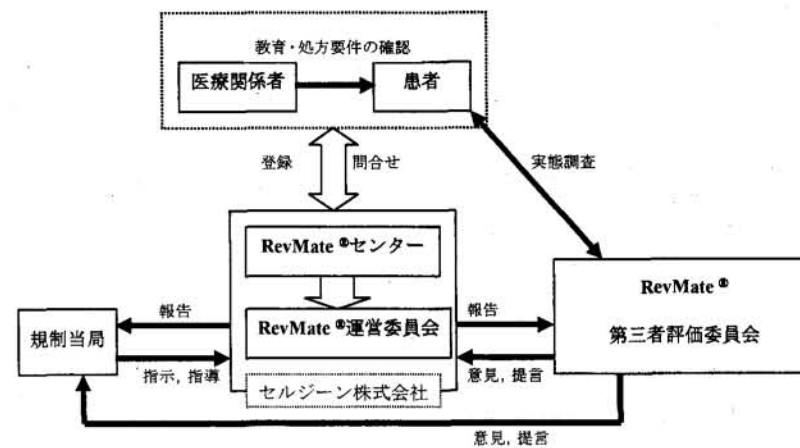 教育・処方要件の確認
医療関係者
患者
登録
問合せ
実態調査
RevMate®センター
RevMate®運営委員会
セルジーン株式会社
規制当局
報告
指示，指導
報告
意見，提言
RevMate®
第三者評価委員会
意見，提言